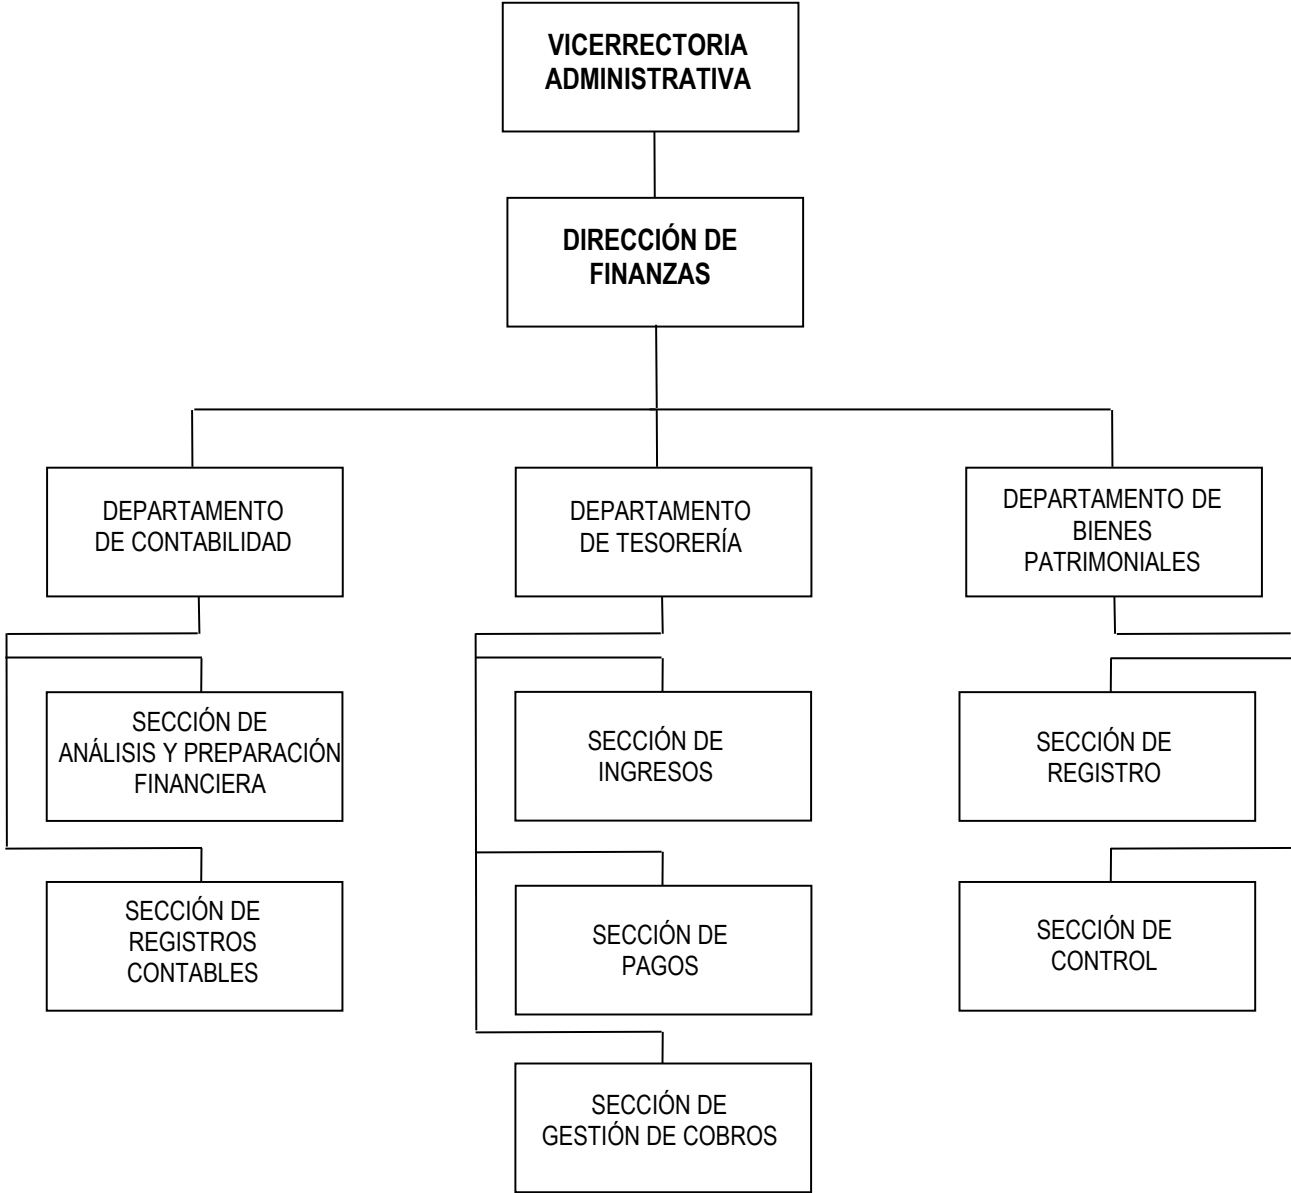 VICERRECTORIA
ADMINISTRATIVA
DIRECCIÓN DE
FINANZAS
DEPARTAMENTO
DE CONTABILIDAD
DEPARTAMENTO
DE TESORERÍA
DEPARTAMENTO DE
BIENES
PATRIMONIALES
SECCIÓN DE
ANÁLISIS Y PREPARACIÓN
FINANCIERA
SECCIÓN DE
INGRESOS
SECCIÓN DE
REGISTRO
SECCIÓN DE
REGISTROS
CONTABLES
SECCIÓN DE
PAGOS
SECCIÓN DE
CONTROL
SECCIÓN DE
GESTIÓN DE COBROS